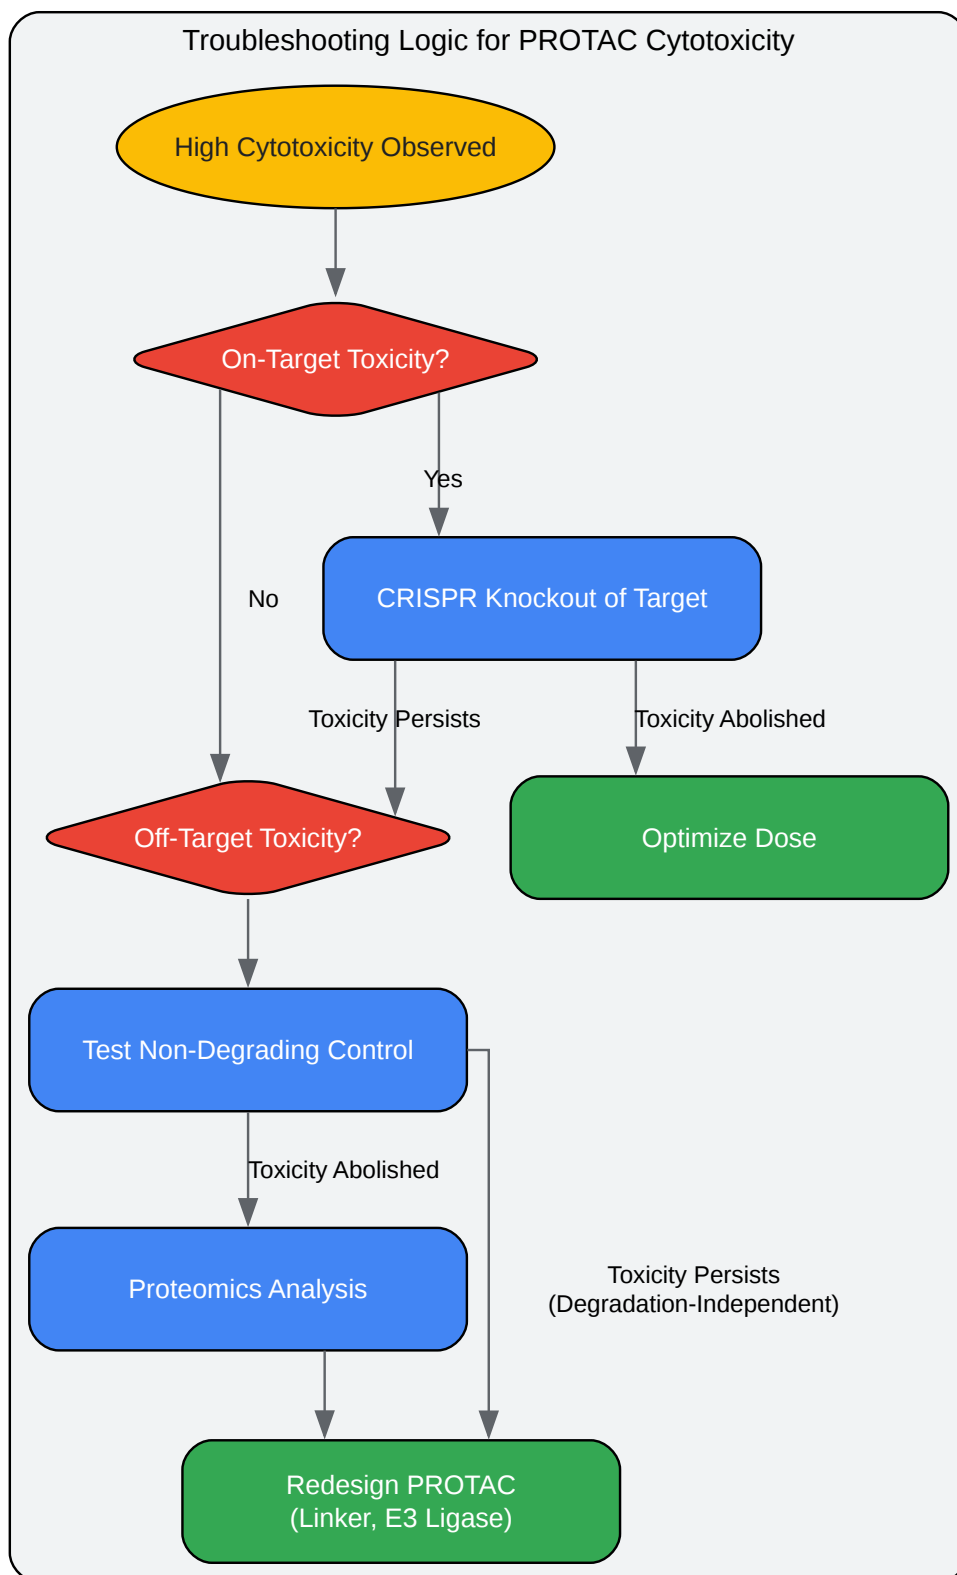 Troubleshooting Logic for PROTAC Cytotoxicity
High Cytotoxicity Observed
On-Target Toxicity?
Yes
CRISPR Knockout of Target
No
Toxicity Persists
Toxicity Abolished
Off-Target Toxicity?
Optimize Dose
Test Non-Degrading Control
Toxicity Abolished
Proteomics Analysis
Toxicity Persists
(Degradation-Independent)
Redesign PROTAC
(Linker, E3 Ligase)